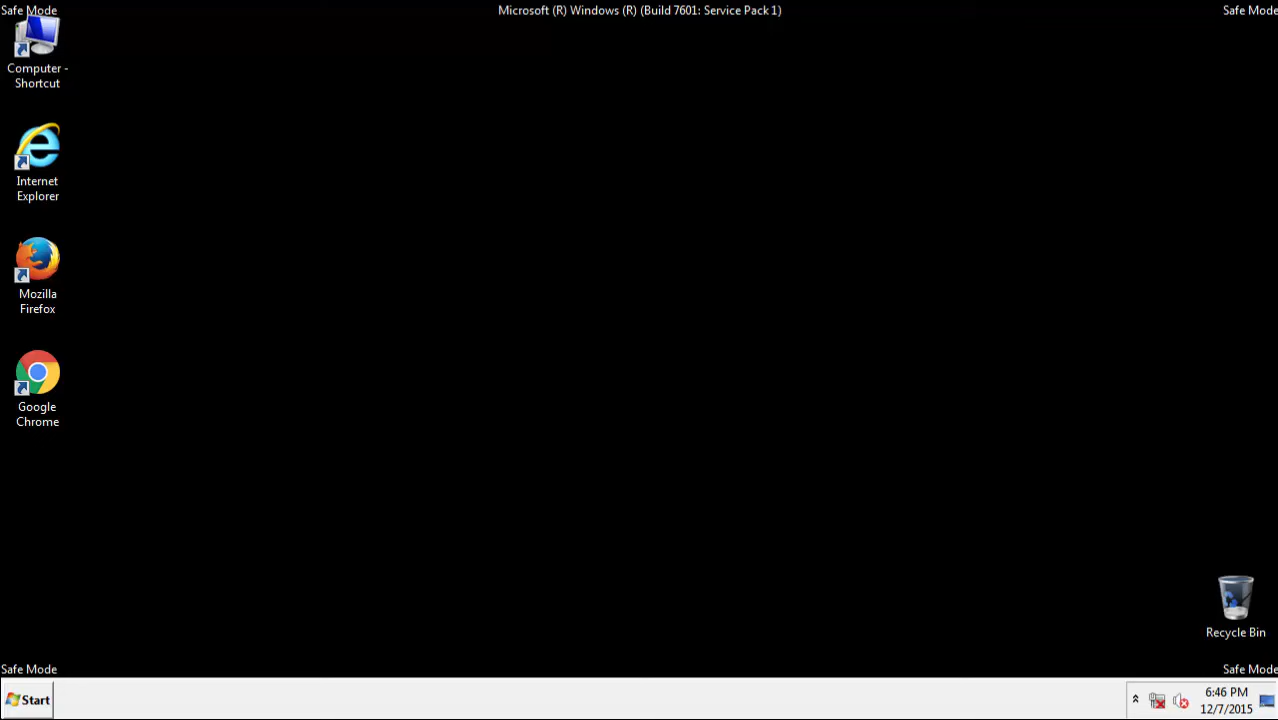 Safe Mode
Microsoft (R) Windows (R) (Build 7601: Service Pack 1)
Safe Mode
Computer -
Shortcut
Internet
Explorer
Mozilla
Firefox
Google
Chrome
Recycle Bin
Safe Mode
Safe Mode
Start
6:46 PM
12/7/2015